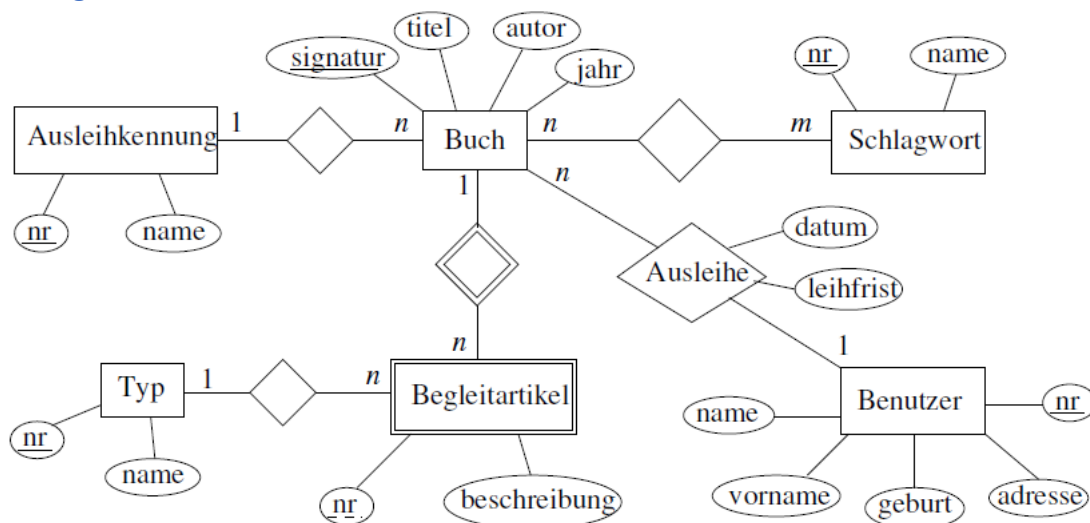 titel
autor
signatur
jahr
nr
name
Ausleihkennung
1
n
Buch
n
m
Schlagwort
1
n
nr
name
datum
Ausleihe
leihfrist
n
1
Typ
1
n
Begleitartikel
Benutzer
nr
name
nr
name
nr
beschreibung
vorname
geburt
adresse